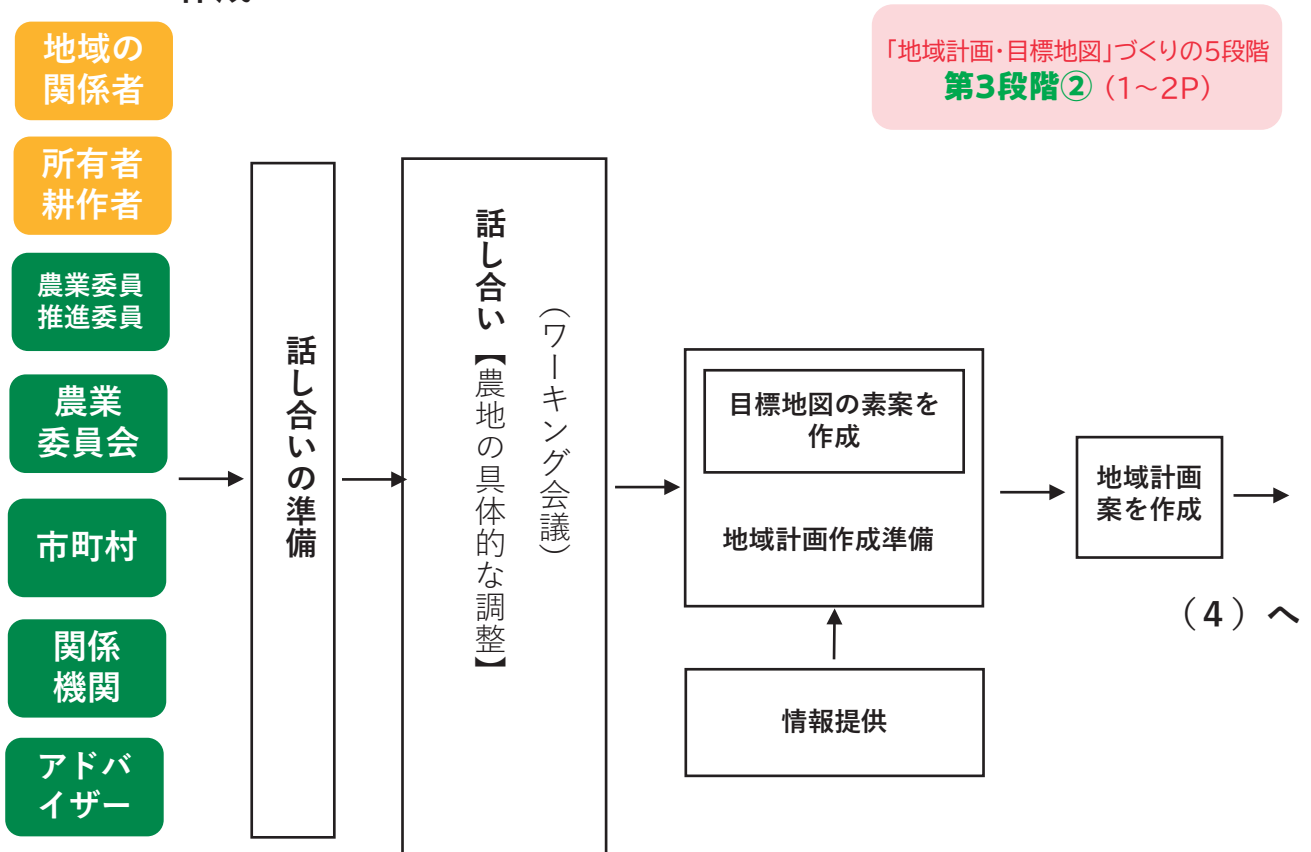 「地域計画・目標地図」づくりの5段階
第3段階② (1～2P)
地域の
関係者
所有者
耕作者
農業委員
推進委員
農業
委員会
市町村
関係
機関
アドバ
イザー
話し合いの準備
(ワーキング会議)
話し合い【農地の具体的な調整】
目標地図の素案を
作成
地域計画作成準備
情報提供
地域計画
案を作成
(4)へ